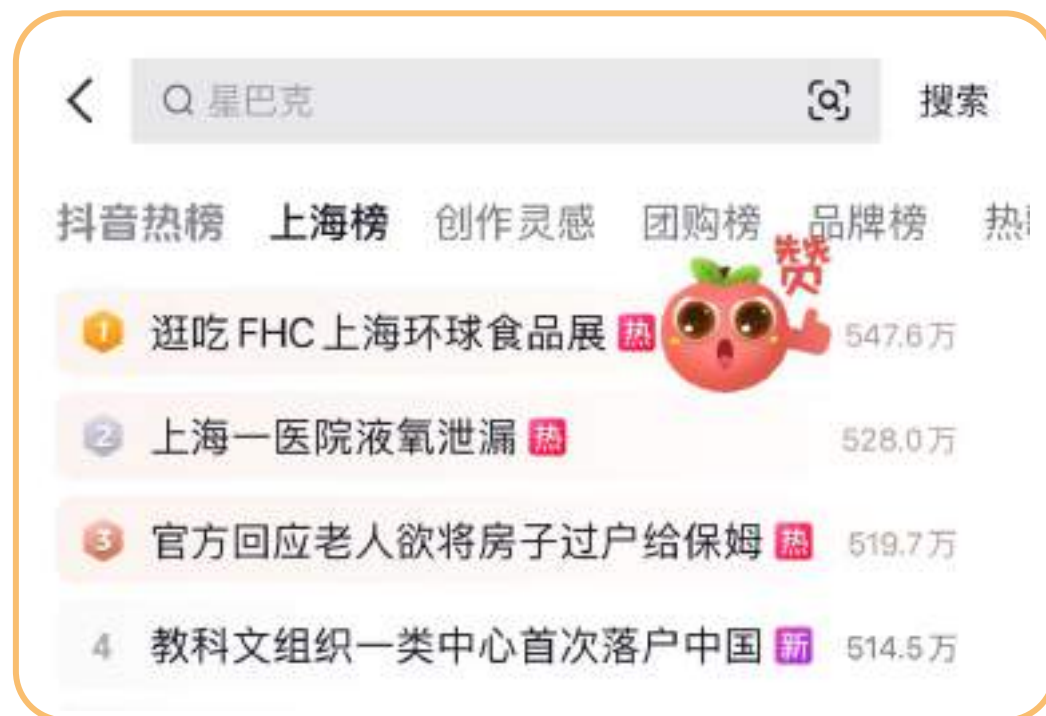 星巴克 搜索
抖音热榜 上海榜 创作灵感 团购榜 品牌榜 热
赞
1 逛吃FHC上海环球食品展 热 547.6万
2 上海一医院液氧泄漏 热 528.0万
3 官方回应老人欲将房子过户给保姆 热 519.7万
4 教科文组织一类中心首次落户中国 新 514.5万